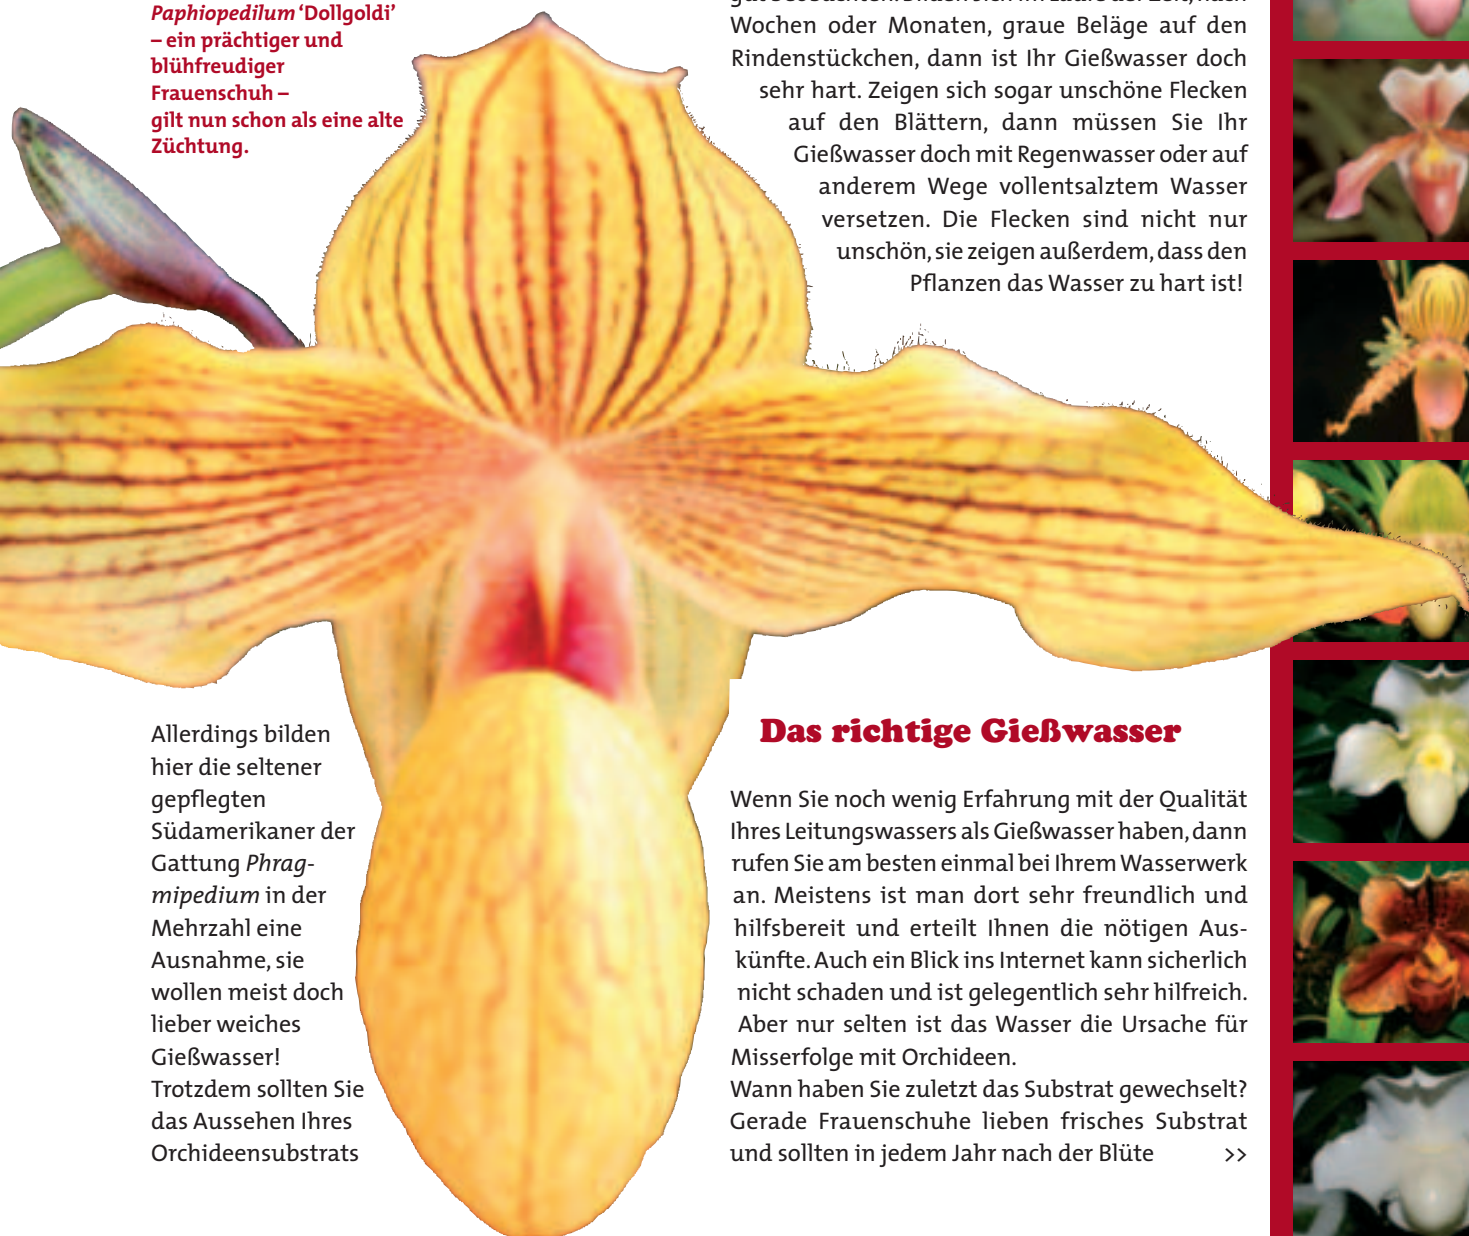 Paphiopedilum ‘Dollgoldi’
– ein prächtiger und
blühfreudiger
Frauenschuh –
gilt nun schon als eine alte
Züchtung.
Allerdings bilden
hier die seltener
gepflegten
Südamerikaner der
Gattung Phrag-
mipedium in der
Mehrzahl eine
Ausnahme, sie
wollen meist doch
lieber weiches
Gießwasser!
Trotzdem sollten Sie
das Aussehen Ihres
Orchideensubstrats
Wochen oder Monaten, graue Beläge auf den
Rindenstückchen, dann ist Ihr Gießwasser doch
sehr hart. Zeigen sich sogar unschöne Flecken
auf den Blättern, dann müssen Sie Ihr
Gießwasser doch mit Regenwasser oder auf
anderem Wege vollentsalztem Wasser
versetzen. Die Flecken sind nicht nur
unschön, sie zeigen außerdem, dass den
Pflanzen das Wasser zu hart ist!
Das richtige Gießwasser
Wenn Sie noch wenig Erfahrung mit der Qualität
Ihres Leitungswassers als Gießwasser haben, dann
rufen Sie am besten einmal bei Ihrem Wasserwerk
an. Meistens ist man dort sehr freundlich und
hilfsbereit und erteilt Ihnen die nötigen Aus-
künfte. Auch ein Blick ins Internet kann sicherlich
nicht schaden und ist gelegentlich sehr hilfreich.
Aber nur selten ist das Wasser die Ursache für
Misserfolge mit Orchideen.
Wann haben Sie zuletzt das Substrat gewechselt?
Gerade Frauenschuhe lieben frisches Substrat
und sollten in jedem Jahr nach der Blüte >>